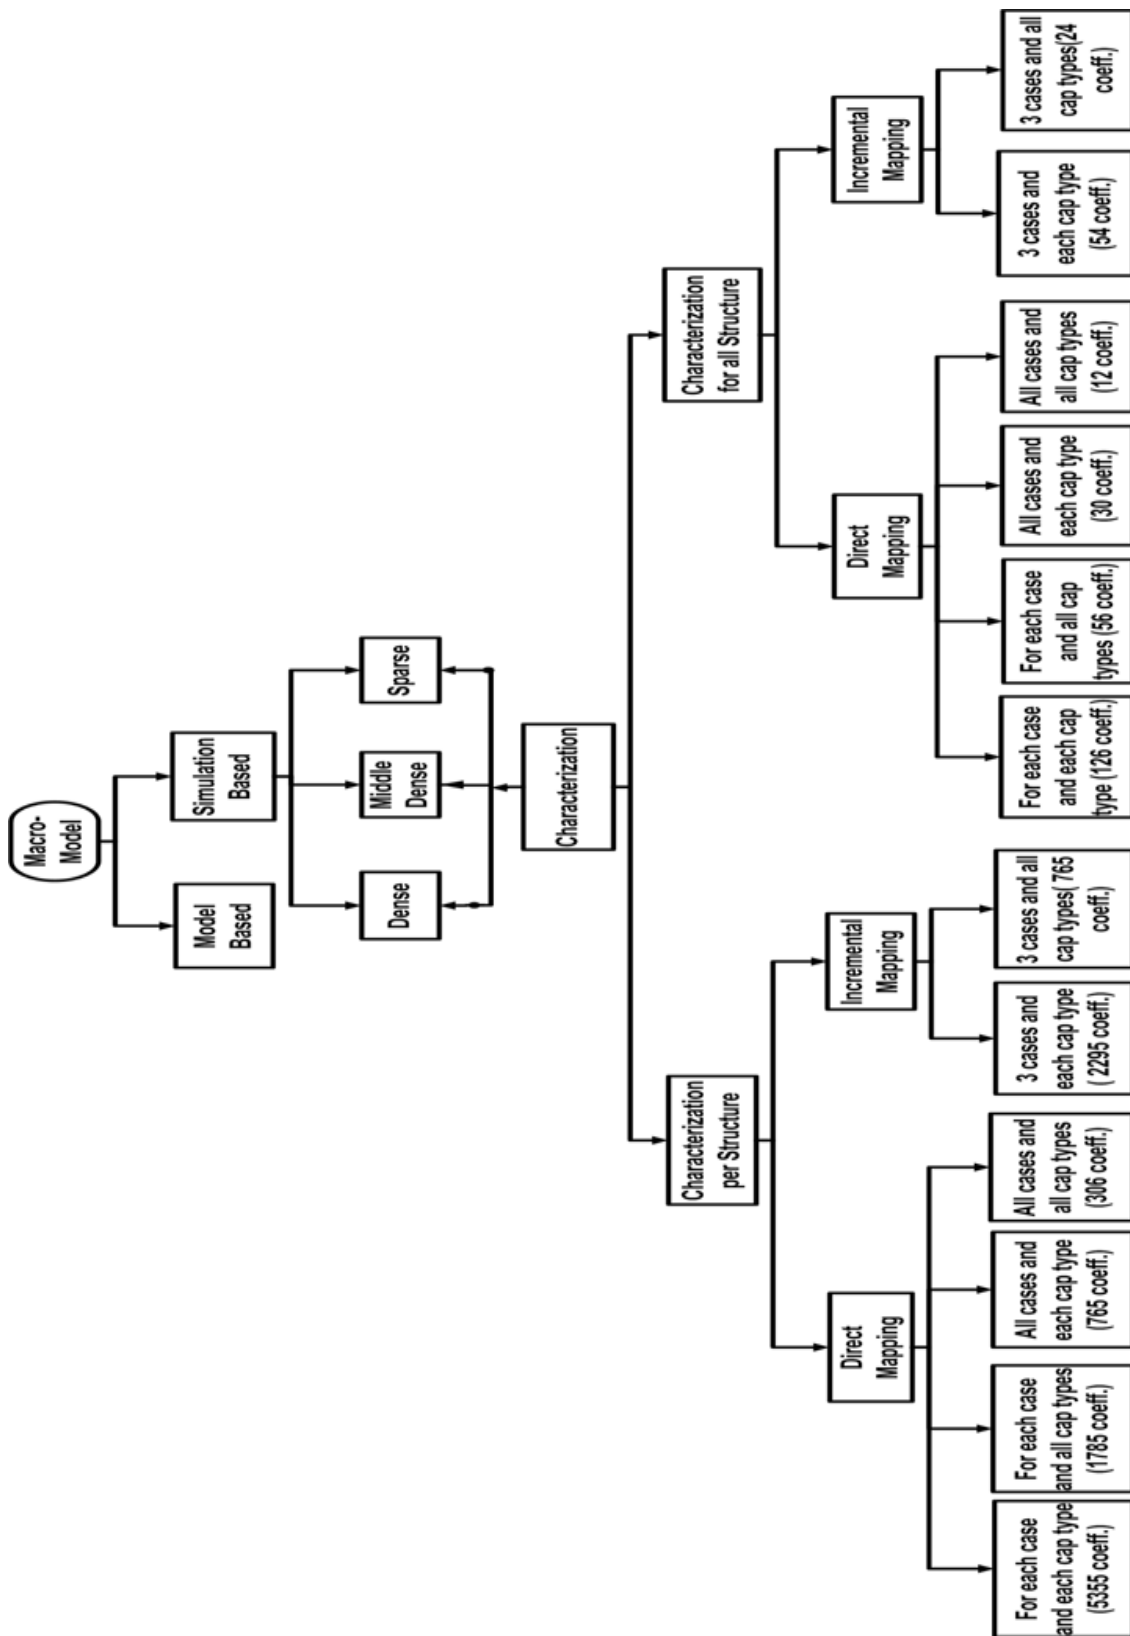 Macro-
Model
Model
Based
Simulation
Based
Dense
Middle
Dense
Sparse
Characterization
Characterization
per Structure
Characterization
for all Structure
Direct
Mapping
Incremental
Mapping
Direct
Mapping
Incremental
Mapping
For each case
and each cap type
(5355 coeff.)
For each case
and all cap types
(1785 coeff.)
All cases and
each cap type
(765 coeff.)
All cases and
all cap types
(306 coeff.)
3 cases and
each cap type
( 2295 coeff.)
3 cases and all
cap types( 765
coeff.)
For each case
and each cap
type (126 coeff.)
For each case
and all cap
types (56 coeff.)
All cases and
each cap type
(30 coeff.)
All cases and
all cap types
(12 coeff.)
3 cases and
each cap type
(54 coeff.)
3 cases and all
cap types(24
coeff.)